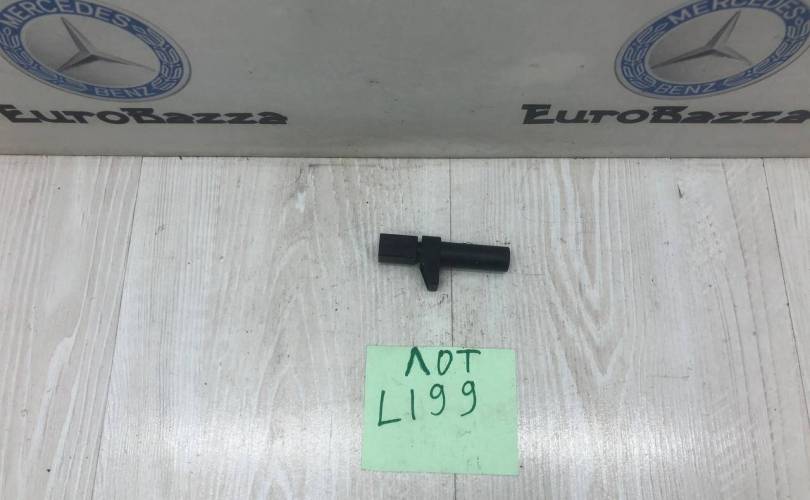 MERCEDES
BENZ
EuroBazza
MERCEDES
BENZ
EuroBazza
ЛОТ
L199